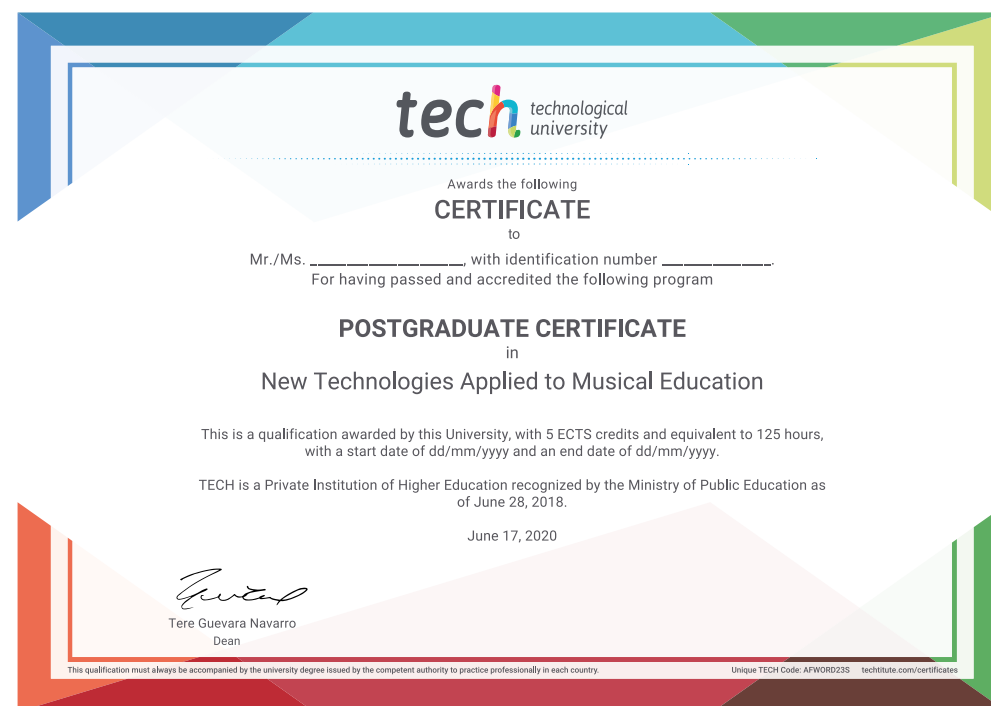 tech technological
university
Awards the following
CERTIFICATE
to
Mr./Ms. ____________________, with identification number ______________.
For having passed and accredited the following program
POSTGRADUATE CERTIFICATE
in
New Technologies Applied to Musical Education
This is a qualification awarded by this University, with 5 ECTS credits and equivalent to 125 hours,
with a start date of dd/mm/yyyy and an end date of dd/mm/yyyy.
TECH is a Private Institution of Higher Education recognized by the Ministry of Public Education as
of June 28, 2018.
June 17, 2020
Tere Guevara Navarro
Dean
This qualification must always be accompanied by the university degree issued by the competent authority to practice professionally in each country. Unique TECH Code: AFWORD23S techtitute.com/certificates